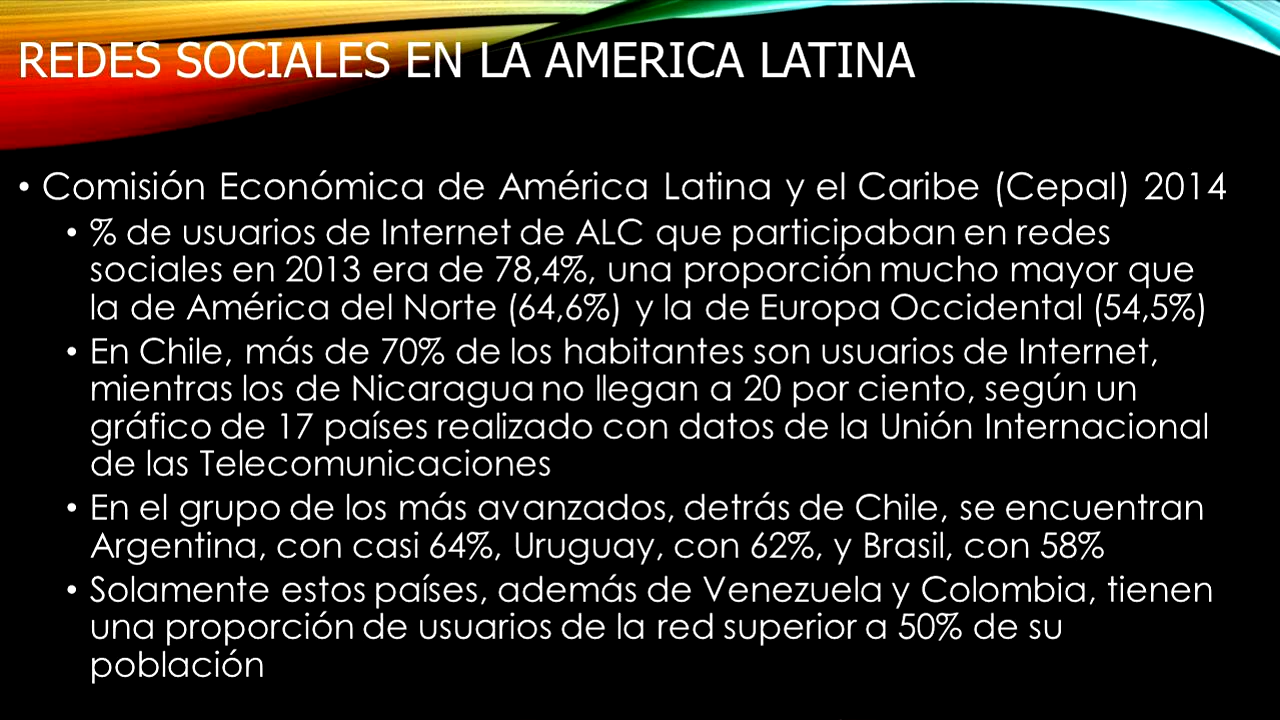 REDES SOCIALES EN LA AMERICA LATINA
• Comisión Económica de América Latina y el Caribe (Cepal) 2014
• % de usuarios de Internet de ALC que participaban en redes
sociales en 2013 era de 78,4%, una proporción mucho mayor que
la de América del Norte (64,6%) y la de Europa Occidental (54,5%)
• En Chile, más de 70% de los habitantes son usuarios de Internet,
mientras los de Nicaragua no llegan a 20 por ciento, según un
gráfico de 17 países realizado con datos de la Unión Internacional
de las Telecomunicaciones
• En el grupo de los más avanzados, detrás de Chile, se encuentran
Argentina, con casi 64%, Uruguay, con 62%, y Brasil, con 58%
• Solamente estos países, además de Venezuela y Colombia, tienen
una proporción de usuarios de la red superior a 50% de su
población